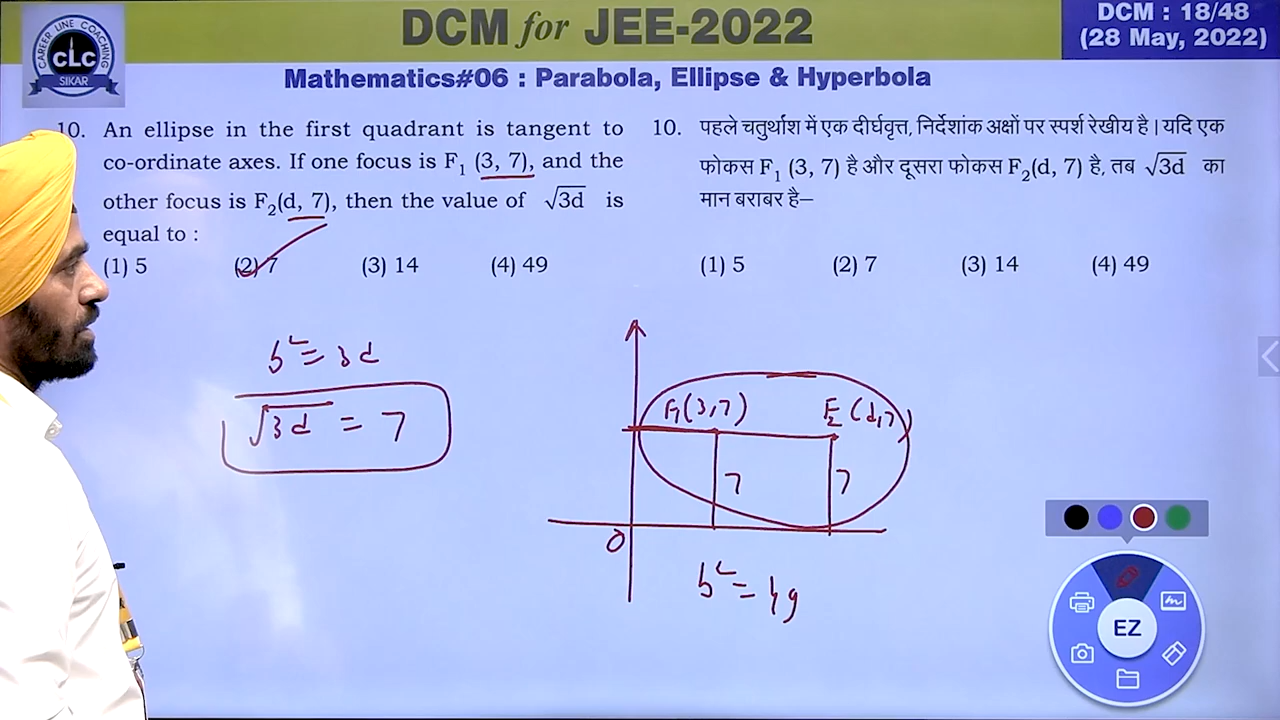 CAREER LINE COACHING
CLC
SIKAR
DCM for JEE-2022
DCM : 18/48
(28 May, 2022)
Mathematics#06 : Parabola, Ellipse & Hyperbola
10. An ellipse in the first quadrant is tangent to
co-ordinate axes. If one focus is F₁ (3, 7), and the
other focus is F₂(d, 7), then the value of √3d is
equal to :
(1) 5 (2) 7 (3) 14 (4) 49
10. पहले चतुर्थांश में एक दीर्घवृत्त, निर्देशांक अक्षों पर स्पर्श रेखीय है। यदि एक
फोकस F₁ (3, 7) है और दूसरा फोकस F₂(d, 7) है, तब √3d का
मान बराबर है–
(1) 5 (2) 7 (3) 14 (4) 49
b² = 3d
√3d = 7
F₁(3,7) F₂(d,7)
7 7
O
b² = 49
EZ